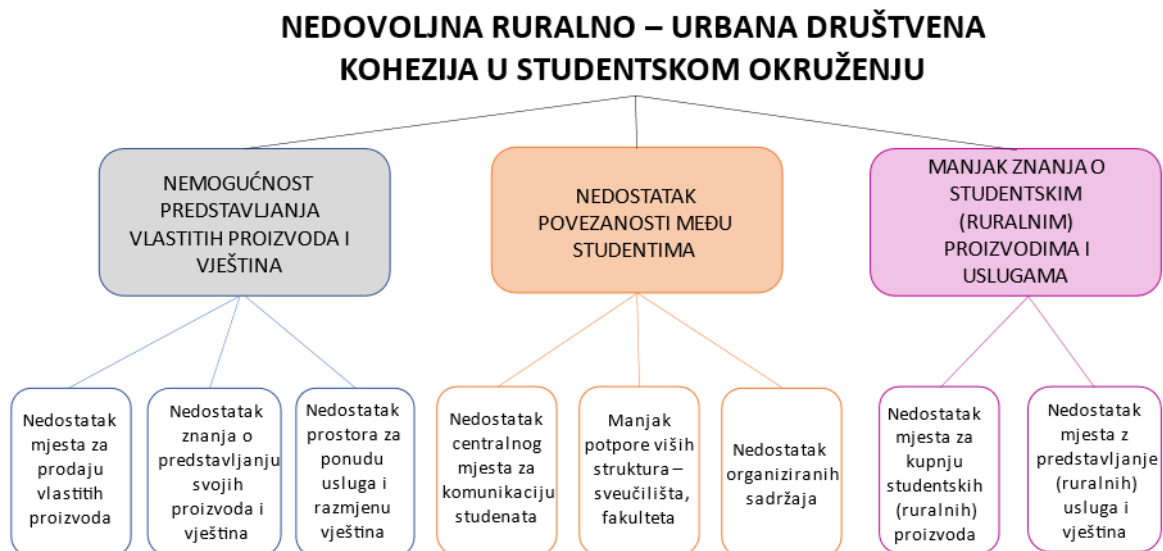 NEDOVOLJNA RURALNO – URBANA DRUŠTVENA
KOHEZIJA U STUDENTSKOM OKRUŽENJU
NEMOGUĆNOST
PREDSTAVLJANJA
VLASTITIH PROIZVODA I
VJEŠTINA
NEDOSTATAK
POVEZANOSTI MEĐU
STUDENTIMA
MANJAK ZNANJA O
STUDENTSKIM
(RURALNIM)
PROIZVODIMA I
USLUGAMA
Nedostatak
mjesta za
prodaju
vlastitih
proizvoda
Nedostatak
znanja o
predstavljanju
svojih
proizvoda i
vještina
Nedostatak
prostora za
ponudu
usluga i
razmjenu
vještina
Nedostatak
centralnog
mjesta za
komunikaciju
studenata
Manjak
potpore viših
struktura –
sveučilišta,
fakulteta
Nedostatak
organiziranih
sadržaja
Nedostatak
mjesta za
kupnju
studentskih
(ruralnih)
proizvoda
Nedostatak
mjesta z
predstavljanje
(ruralnih)
usluga i
vještina